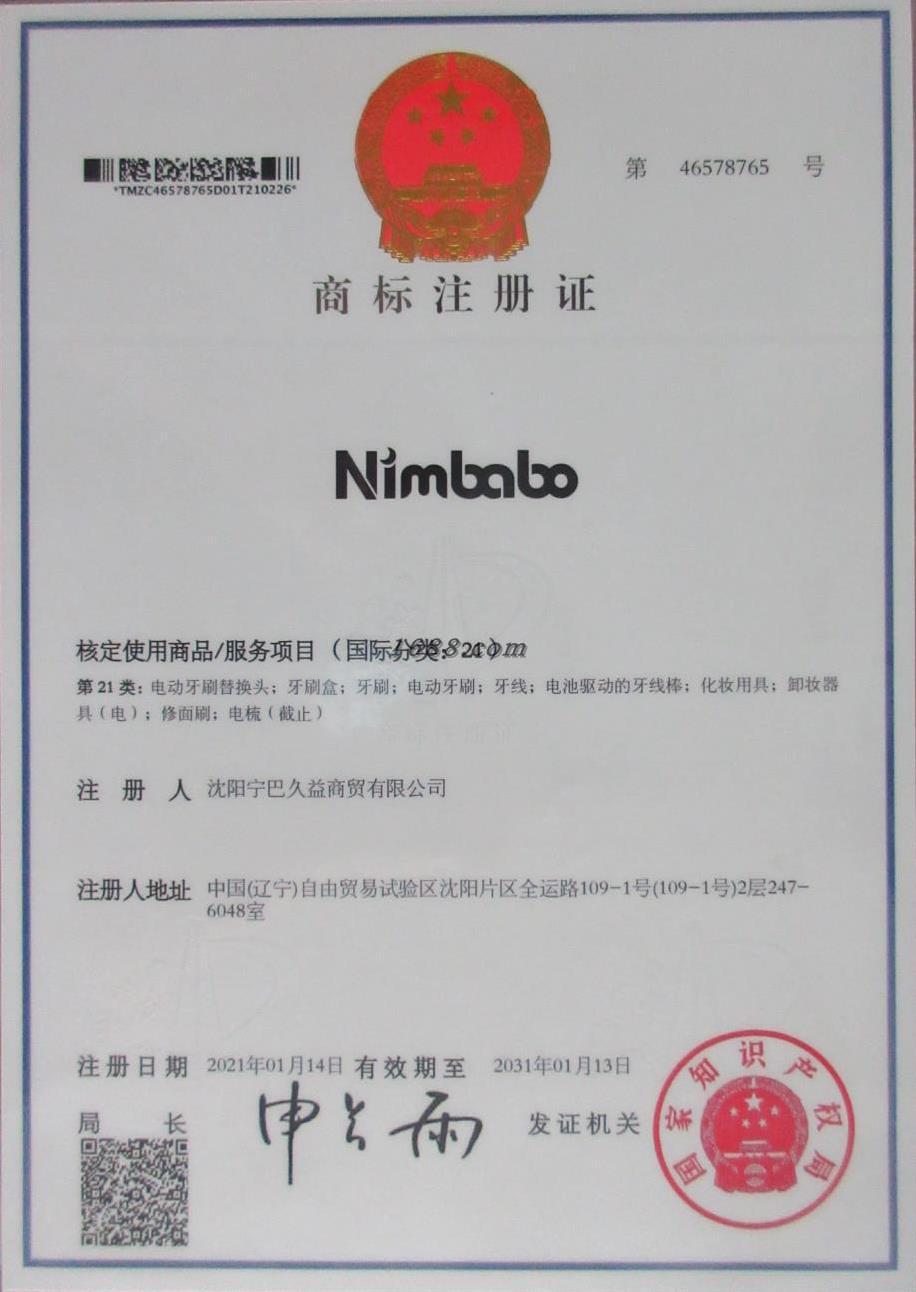 *TMZC46578765D01T210226*
第 46578765 号
商标注册证
Nimbabo
核定使用商品/服务项目（国际分类：21）
1688.com
第 21 类：电动牙刷替换头；牙刷盒；牙刷；电动牙刷；牙线；电池驱动的牙线棒；化妆用具；卸妆器
具（电）；修面刷；电梳（截止）
注册人 沈阳宁巴久益商贸有限公司
注册人地址 中国(辽宁)自由贸易试验区沈阳片区全运路109-1号(109-1号)2层247-
6048室
注册日期 2021年01月14日 有效期至 2031年01月13日
局长 申长雨 发证机关
国家知识产权局